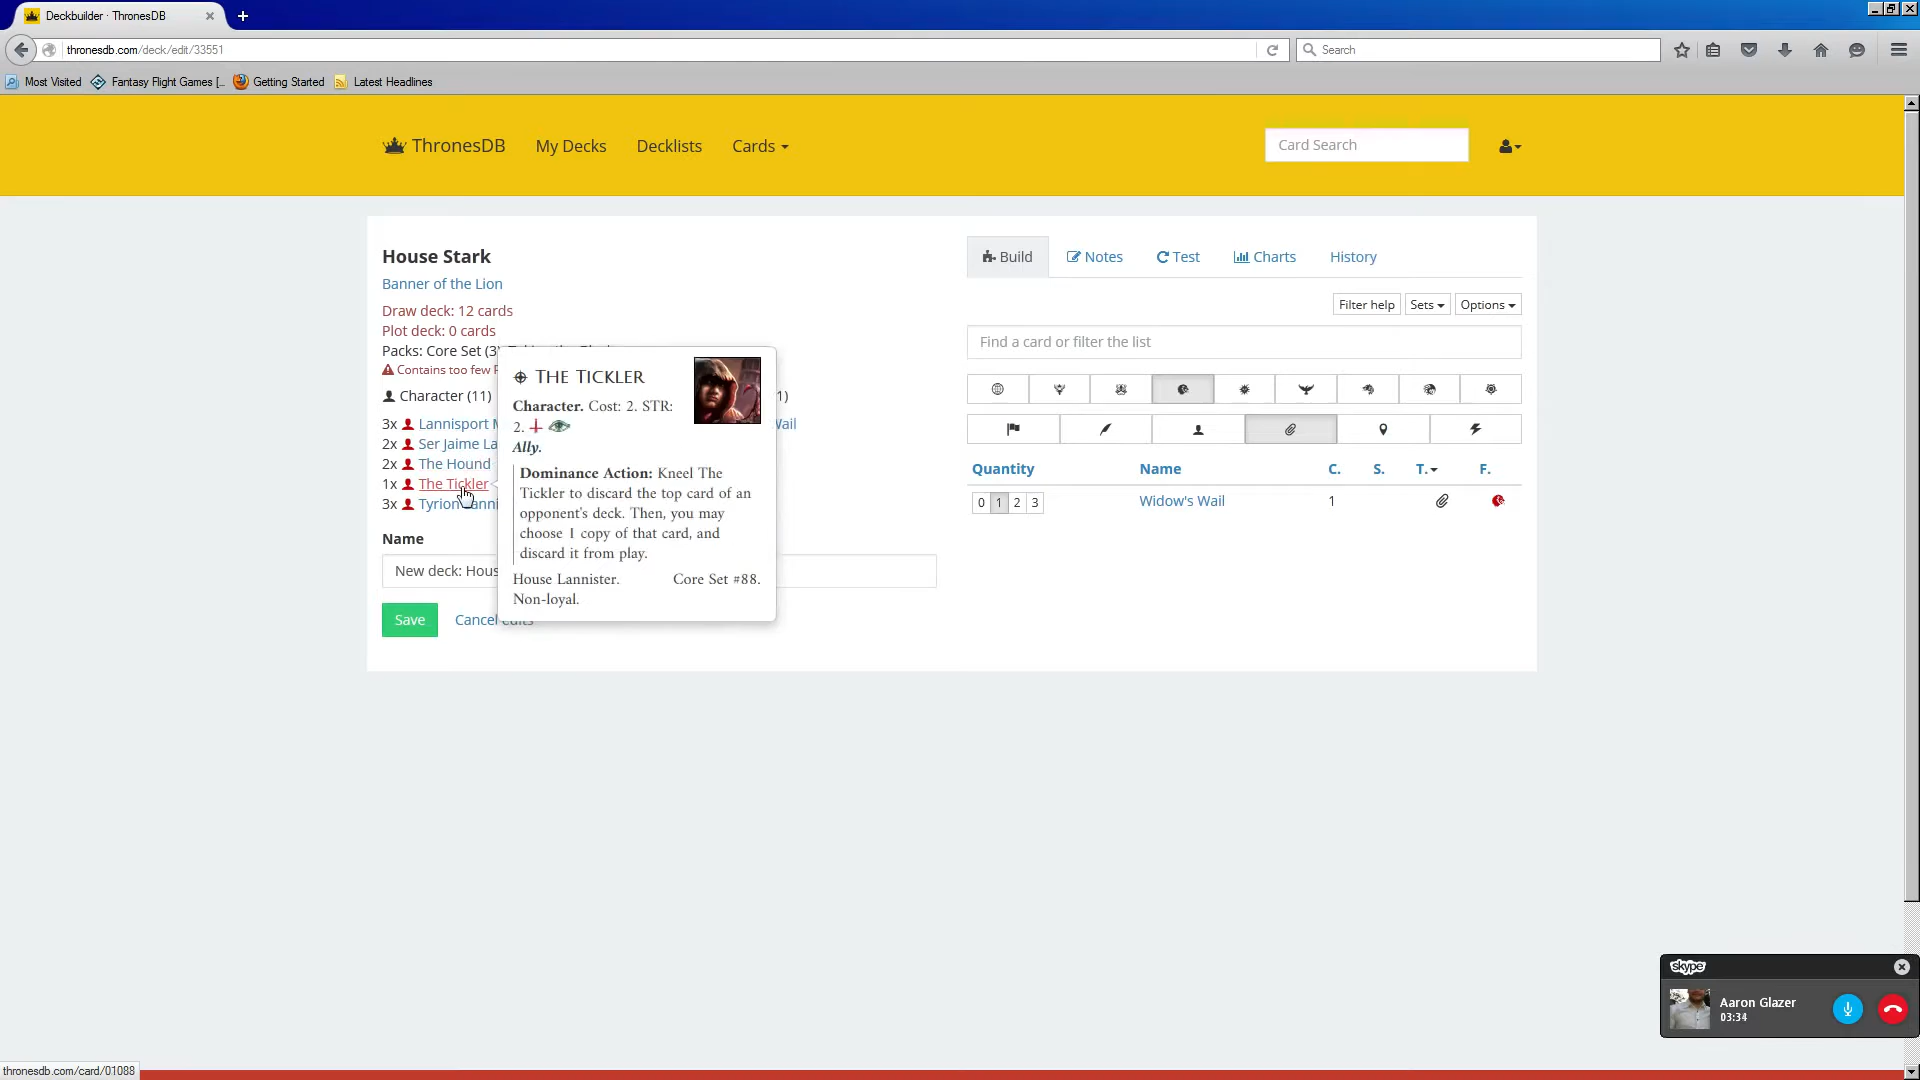 Deckbuilder · ThronesDB
thronesdb.com/deck/edit/33551
Search
Most Visited
Fantasy Flight Games [...
Getting Started
Latest Headlines
ThronesDB
My Decks
Decklists
Cards
Card Search
House Stark
Banner of the Lion
Draw deck: 12 cards
Plot deck: 0 cards
Packs: Core Set (3)
Contains too few
Character (11)
1)
3x Lannisport
Wail
2x Ser Jaime La
2x The Hound
1x The Tickler
3x Tyrion Lanni
Name
New deck: Hous
Save
Cancel edits
THE TICKLER
Character. Cost: 2. STR:
2.
Ally.
Dominance Action: Kneel The
Tickler to discard the top card of an
opponent's deck. Then, you may
choose 1 copy of that card, and
discard it from play.
House Lannister.
Core Set #88.
Non-loyal.
Build
Notes
Test
Charts
History
Filter help
Sets
Options
Find a card or filter the list
Quantity
Name
C.
S.
T.
F.
0 1 2 3
Widow's Wail
1
skype
Aaron Glazer
03:34
thronesdb.com/card/01088